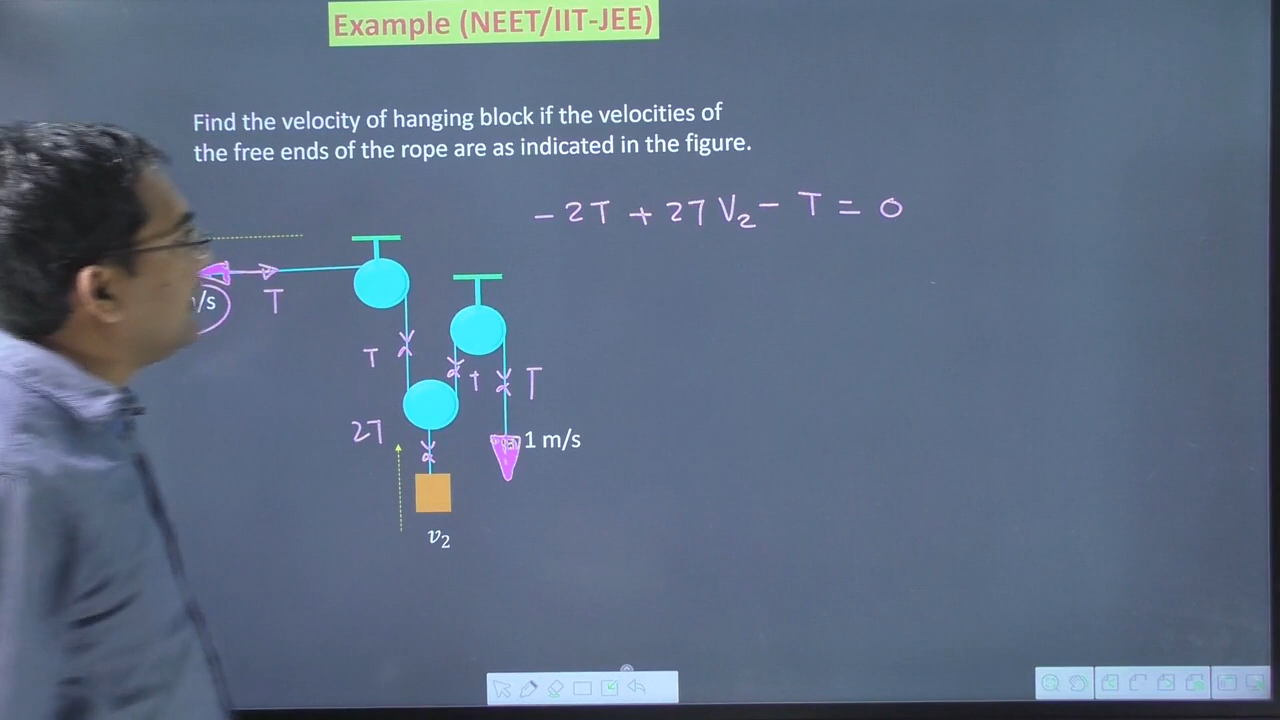 Example (NEET/IIT-JEE)
Find the velocity of hanging block if the velocities of
the free ends of the rope are as indicated in the figure.
- 2T + 2T V₂ - T = 0
/s
T
T
T
T
2T
1 m/s
v₂